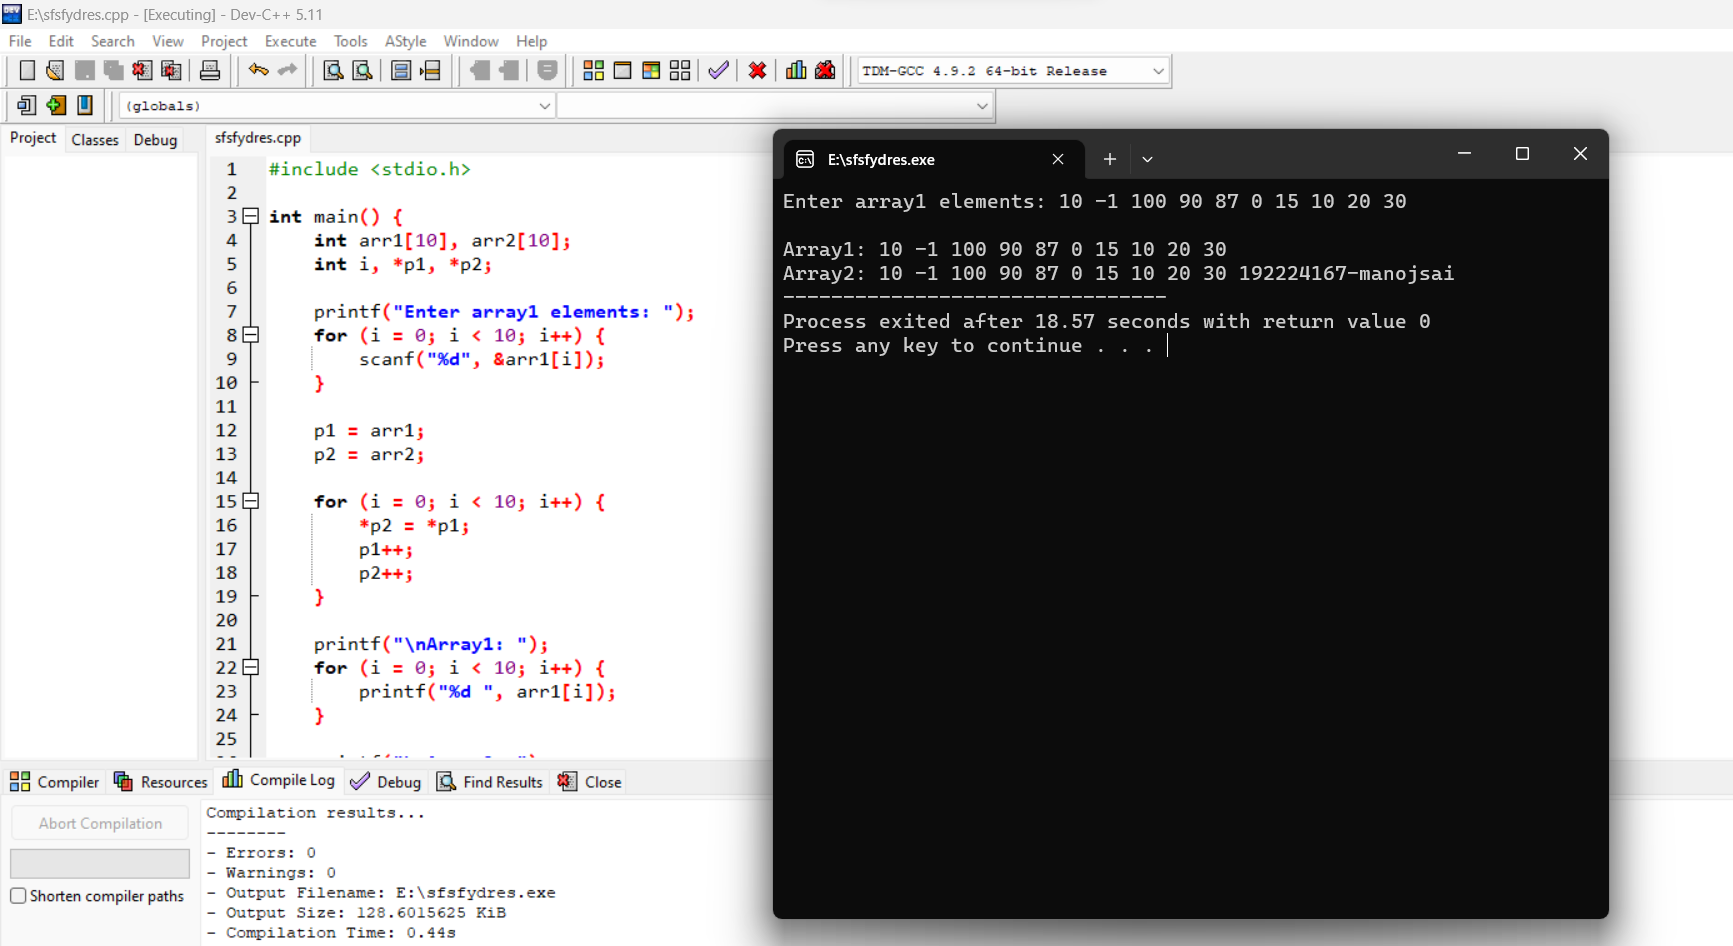 E:\sfsfydres.cpp - [Executing] - Dev-C++ 5.11
File Edit Search View Project Execute Tools AStyle Window Help
TDM-GCC 4.9.2 64-bit Release
(globals)
Project Classes Debug
sfsfydres.cpp
1 #include <stdio.h>
2
3 int main() {
4 int arr1[10], arr2[10];
5 int i, *p1, *p2;
6
7 printf("Enter array1 elements: ");
8 for (i = 0; i < 10; i++) {
9 scanf("%d", &arr1[i]);
10 }
11
12 p1 = arr1;
13 p2 = arr2;
14
15 for (i = 0; i < 10; i++) {
16 *p2 = *p1;
17 p1++;
18 p2++;
19 }
20
21 printf("\nArray1: ");
22 for (i = 0; i < 10; i++) {
23 printf("%d ", arr1[i]);
24 }
25
E:\sfsfydres.exe
Enter array1 elements: 10 -1 100 90 87 0 15 10 20 30
Array1: 10 -1 100 90 87 0 15 10 20 30
Array2: 10 -1 100 90 87 0 15 10 20 30 192224167-manojsai
--------------------------------
Process exited after 18.57 seconds with return value 0
Press any key to continue . . .
Compiler Resources Compile Log Debug Find Results Close
Abort Compilation
Shorten compiler paths
Compilation results...
--------
- Errors: 0
- Warnings: 0
- Output Filename: E:\sfsfydres.exe
- Output Size: 128.6015625 KiB
- Compilation Time: 0.44s